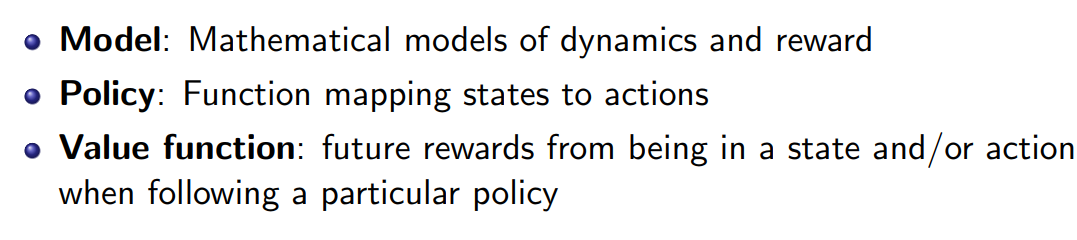 Model: Mathematical models of dynamics and reward
Policy: Function mapping states to actions
Value function: future rewards from being in a state and/or action
when following a particular policy